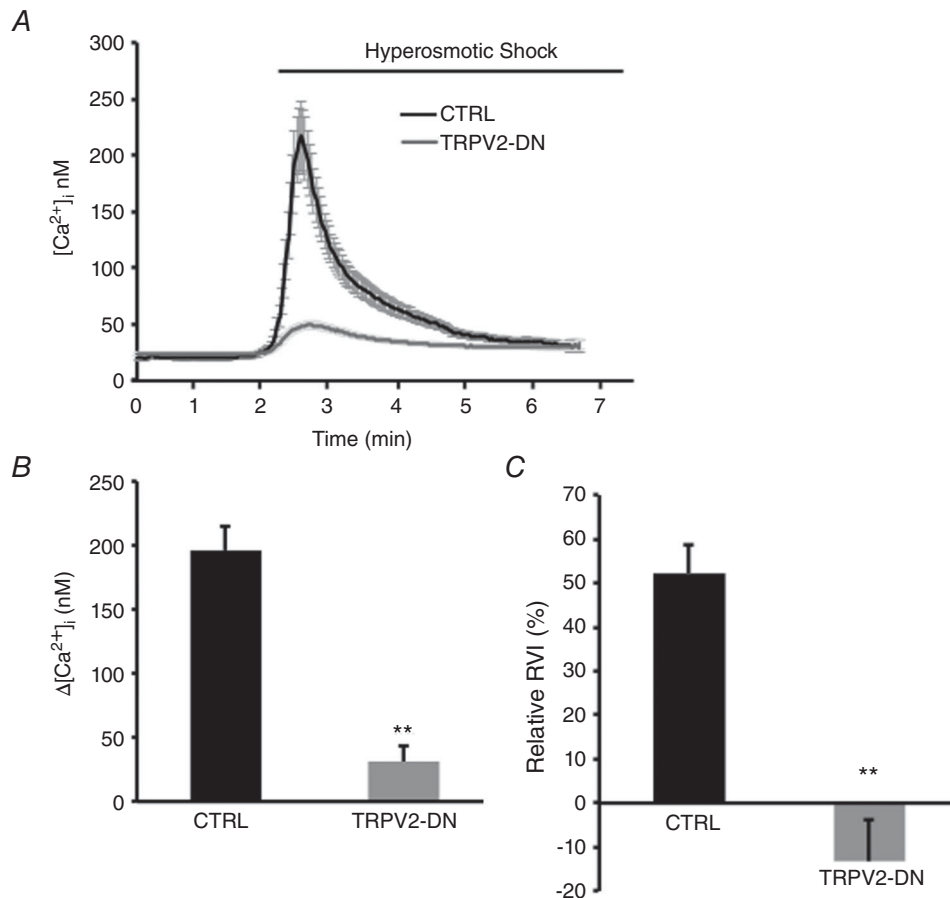 A
Hyperosmotic Shock
CTRL
TRPV2-DN
[Ca²⁺]ᵢ nM
300
250
200
150
100
50
0
0 1 2 3 4 5 6 7
Time (min)
B
Δ[Ca²⁺]ᵢ (nM)
250
200
150
100
50
0
**
CTRL TRPV2-DN
C
Relative RVI (%)
70
60
50
40
30
20
10
0
-10
-20
**
CTRL
TRPV2-DN